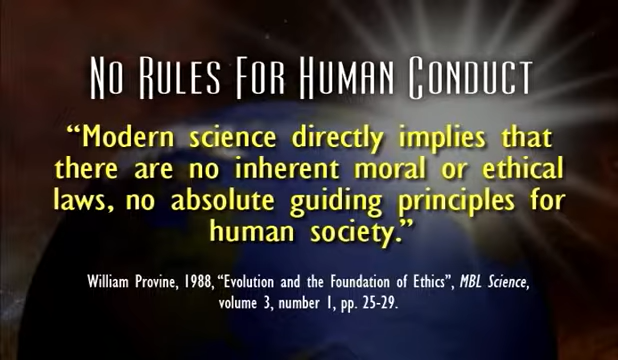 NO RULES FOR HUMAN CONDUCT
“Modern science directly implies that
there are no inherent moral or ethical
laws, no absolute guiding principles for
human society.”
William Provine, 1988, “Evolution and the Foundation of Ethics”, MBL Science,
volume 3, number 1, pp. 25-29.